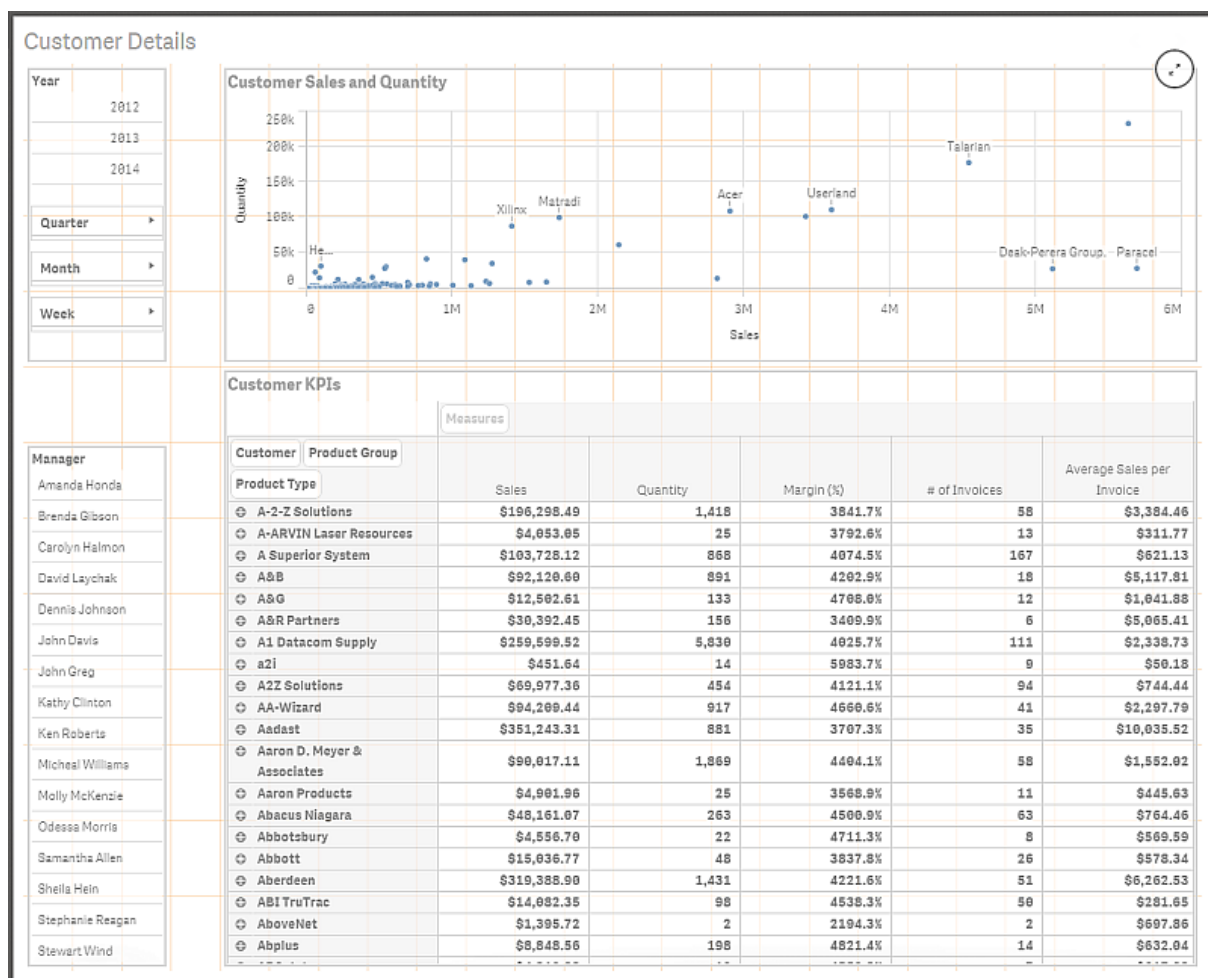 Customer Details
Year
2012
2013
2014
Quarter
Month
Week
Customer Sales and Quantity
Quantity
250k
200k
150k
100k
50k
0
He...
Xilinx
Matradi
Acer
Userland
Talarian
Deak-Perera Group.
Paracel
0 1M 2M 3M 4M 5M 6M
Sales
Manager
Amanda Honda
Brenda Gibson
Carolyn Halmon
David Laychak
Dennis Johnson
John Davis
John Greg
Kathy Clinton
Ken Roberts
Micheal Williams
Molly McKenzie
Odessa Morris
Samantha Allen
Sheila Hein
Stephanie Reagan
Stewart Wind
Customer KPIs
Measures
Customer Product Group
Product Type
Sales Quantity Margin (%) # of Invoices Average Sales per
Invoice
A-2-Z Solutions $196,298.49 1,418 3841.7% 58 $3,384.46
A-ARVIN Laser Resources $4,053.05 25 3792.6% 13 $311.77
A Superior System $103,728.12 868 4074.5% 167 $621.13
A&B $92,120.60 891 4202.9% 18 $5,117.81
A&G $12,502.61 133 4708.0% 12 $1,041.88
A&R Partners $30,392.45 156 3409.9% 6 $5,065.41
A1 Datacom Supply $259,599.52 5,830 4025.7% 111 $2,338.73
a2i $451.64 14 5983.7% 9 $50.18
A2Z Solutions $69,977.36 454 4121.1% 94 $744.44
AA-Wizard $94,209.44 917 4660.6% 41 $2,297.79
Aadast $351,243.31 881 3707.3% 35 $10,035.52
Aaron D. Meyer &
Associates $90,017.11 1,869 4404.1% 58 $1,552.02
Aaron Products $4,901.96 25 3568.9% 11 $445.63
Abacus Niagara $48,161.07 263 4500.9% 63 $764.46
Abbotsbury $4,556.70 22 4711.3% 8 $569.59
Abbott $15,036.77 48 3837.8% 26 $578.34
Aberdeen $319,388.90 1,431 4221.6% 51 $6,262.53
ABI TruTrac $14,082.35 98 4538.3% 50 $281.65
AboveNet $1,395.72 2 2194.3% 2 $697.86
Abplus $8,848.56 198 4821.4% 14 $632.04